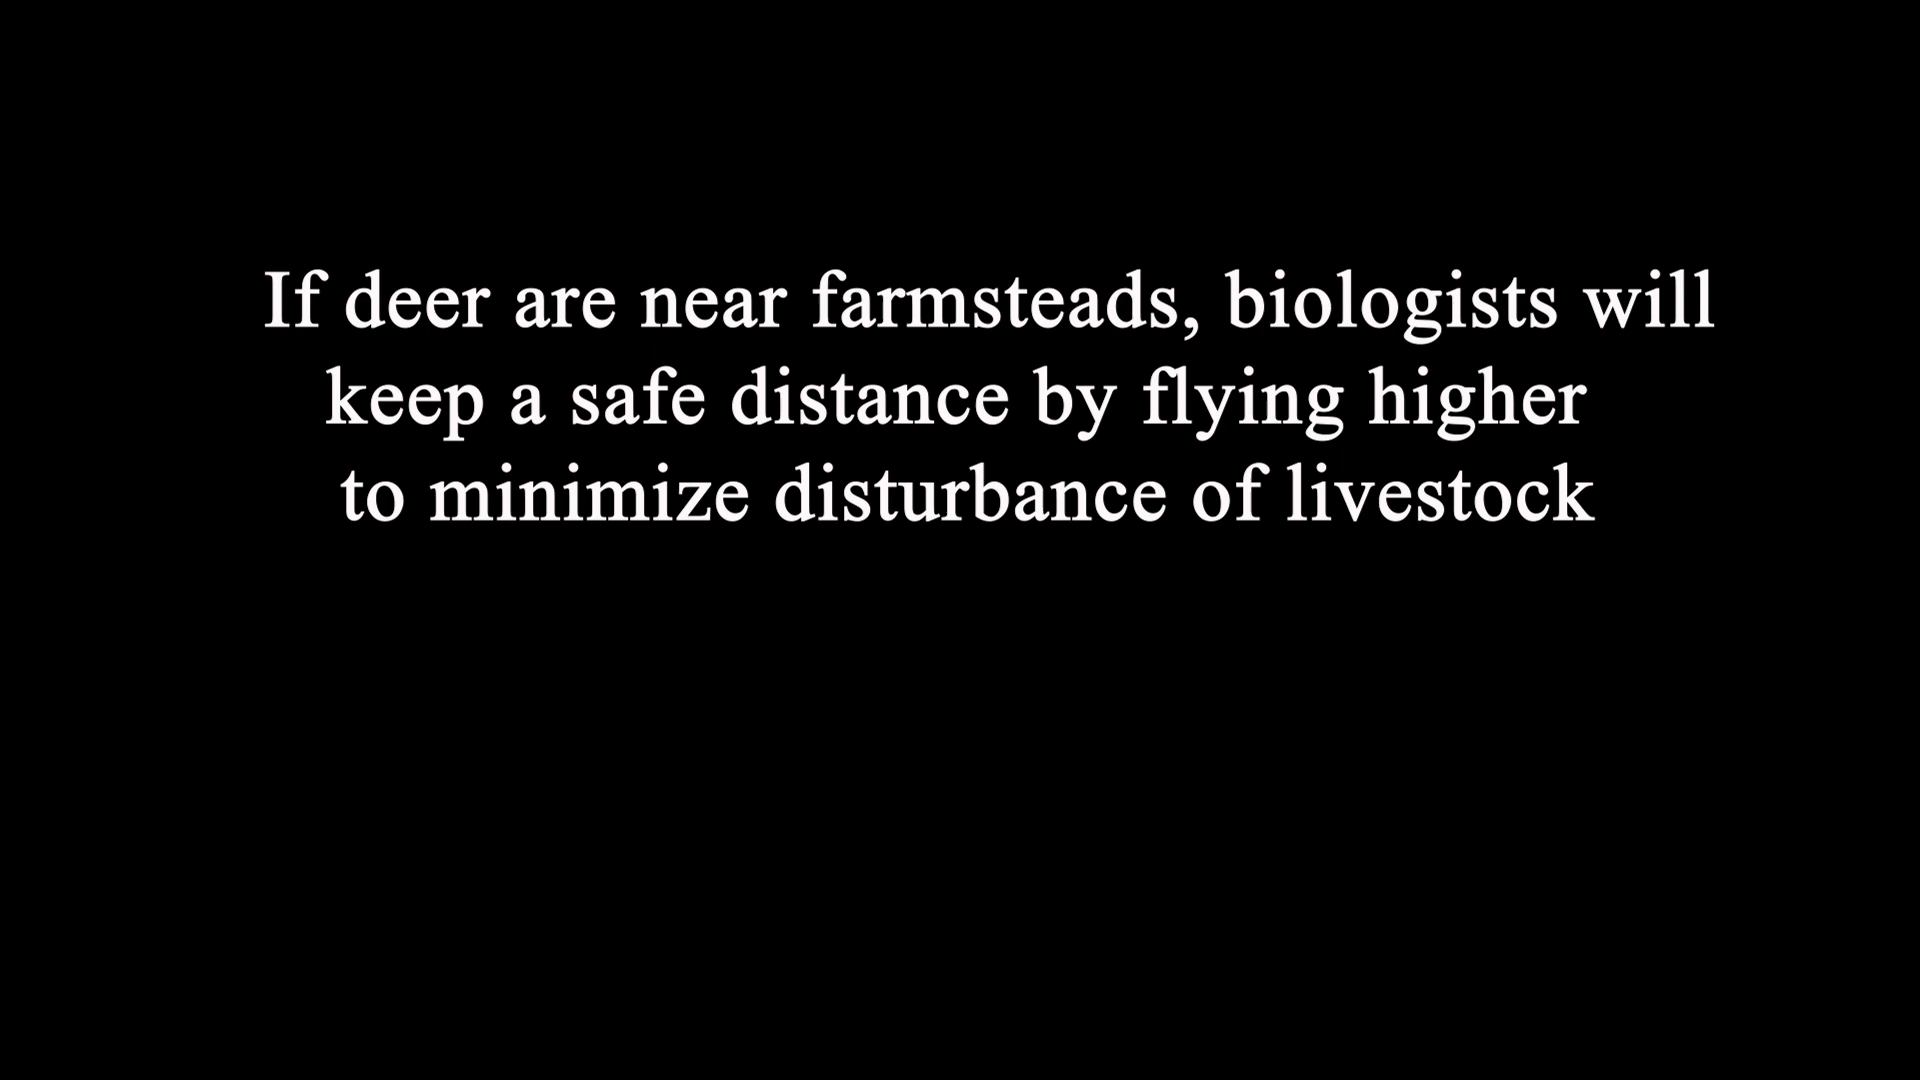 If deer are near farmsteads, biologists will
keep a safe distance by flying higher
to minimize disturbance of livestock